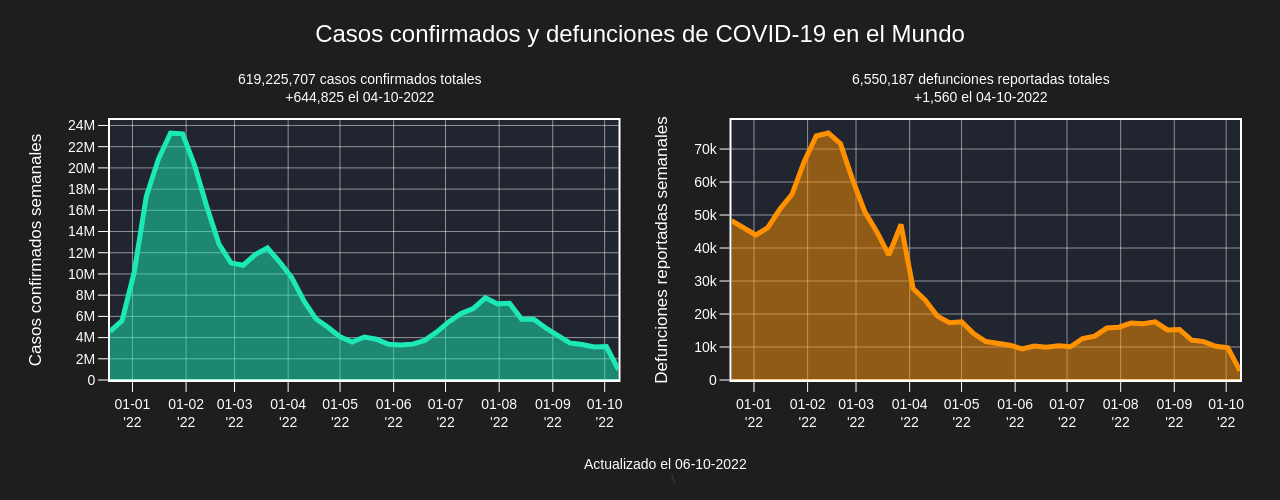 Casos confirmados y defunciones de COVID-19 en el Mundo
619,225,707 casos confirmados totales
+644,825 el 04-10-2022
Casos confirmados semanales
24M
22M
20M
18M
16M
14M
12M
10M
8M
6M
4M
2M
0
01-01 '22
01-02 '22
01-03 '22
01-04 '22
01-05 '22
01-06 '22
01-07 '22
01-08 '22
01-09 '22
01-10 '22
6,550,187 defunciones reportadas totales
+1,560 el 04-10-2022
Defunciones reportadas semanales
70k
60k
50k
40k
30k
20k
10k
0
01-01 '22
01-02 '22
01-03 '22
01-04 '22
01-05 '22
01-06 '22
01-07 '22
01-08 '22
01-09 '22
01-10 '22
Actualizado el 06-10-2022
\